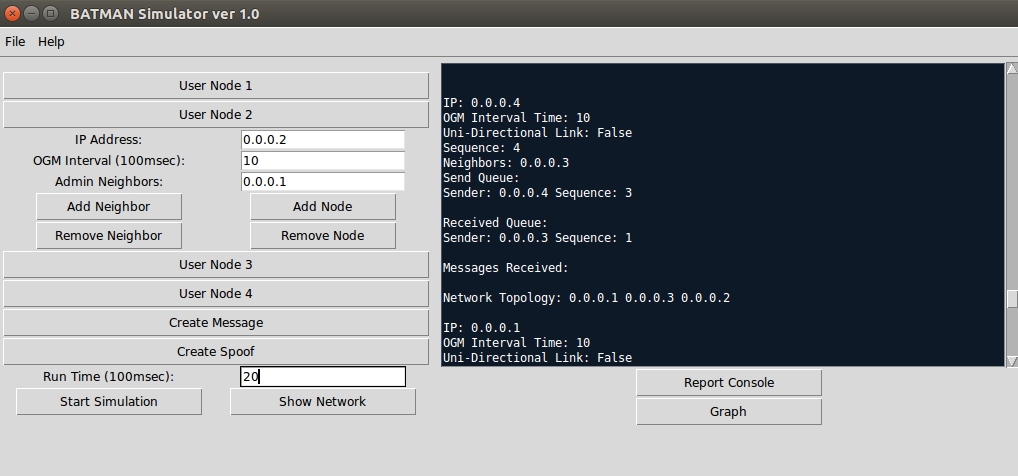 BATMAN Simulator ver 1.0
File Help
User Node 1
User Node 2
IP Address: 0.0.0.2
OGM Interval (100msec): 10
Admin Neighbors: 0.0.0.1
Add Neighbor Add Node
Remove Neighbor Remove Node
User Node 3
User Node 4
Create Message
Create Spoof
Run Time (100msec): 20
Start Simulation Show Network
IP: 0.0.0.4
OGM Interval Time: 10
Uni-Directional Link: False
Sequence: 4
Neighbors: 0.0.0.3
Send Queue:
Sender: 0.0.0.4 Sequence: 3
Received Queue:
Sender: 0.0.0.3 Sequence: 1
Messages Received:
Network Topology: 0.0.0.1 0.0.0.3 0.0.0.2
IP: 0.0.0.1
OGM Interval Time: 10
Uni-Directional Link: False
Report Console
Graph